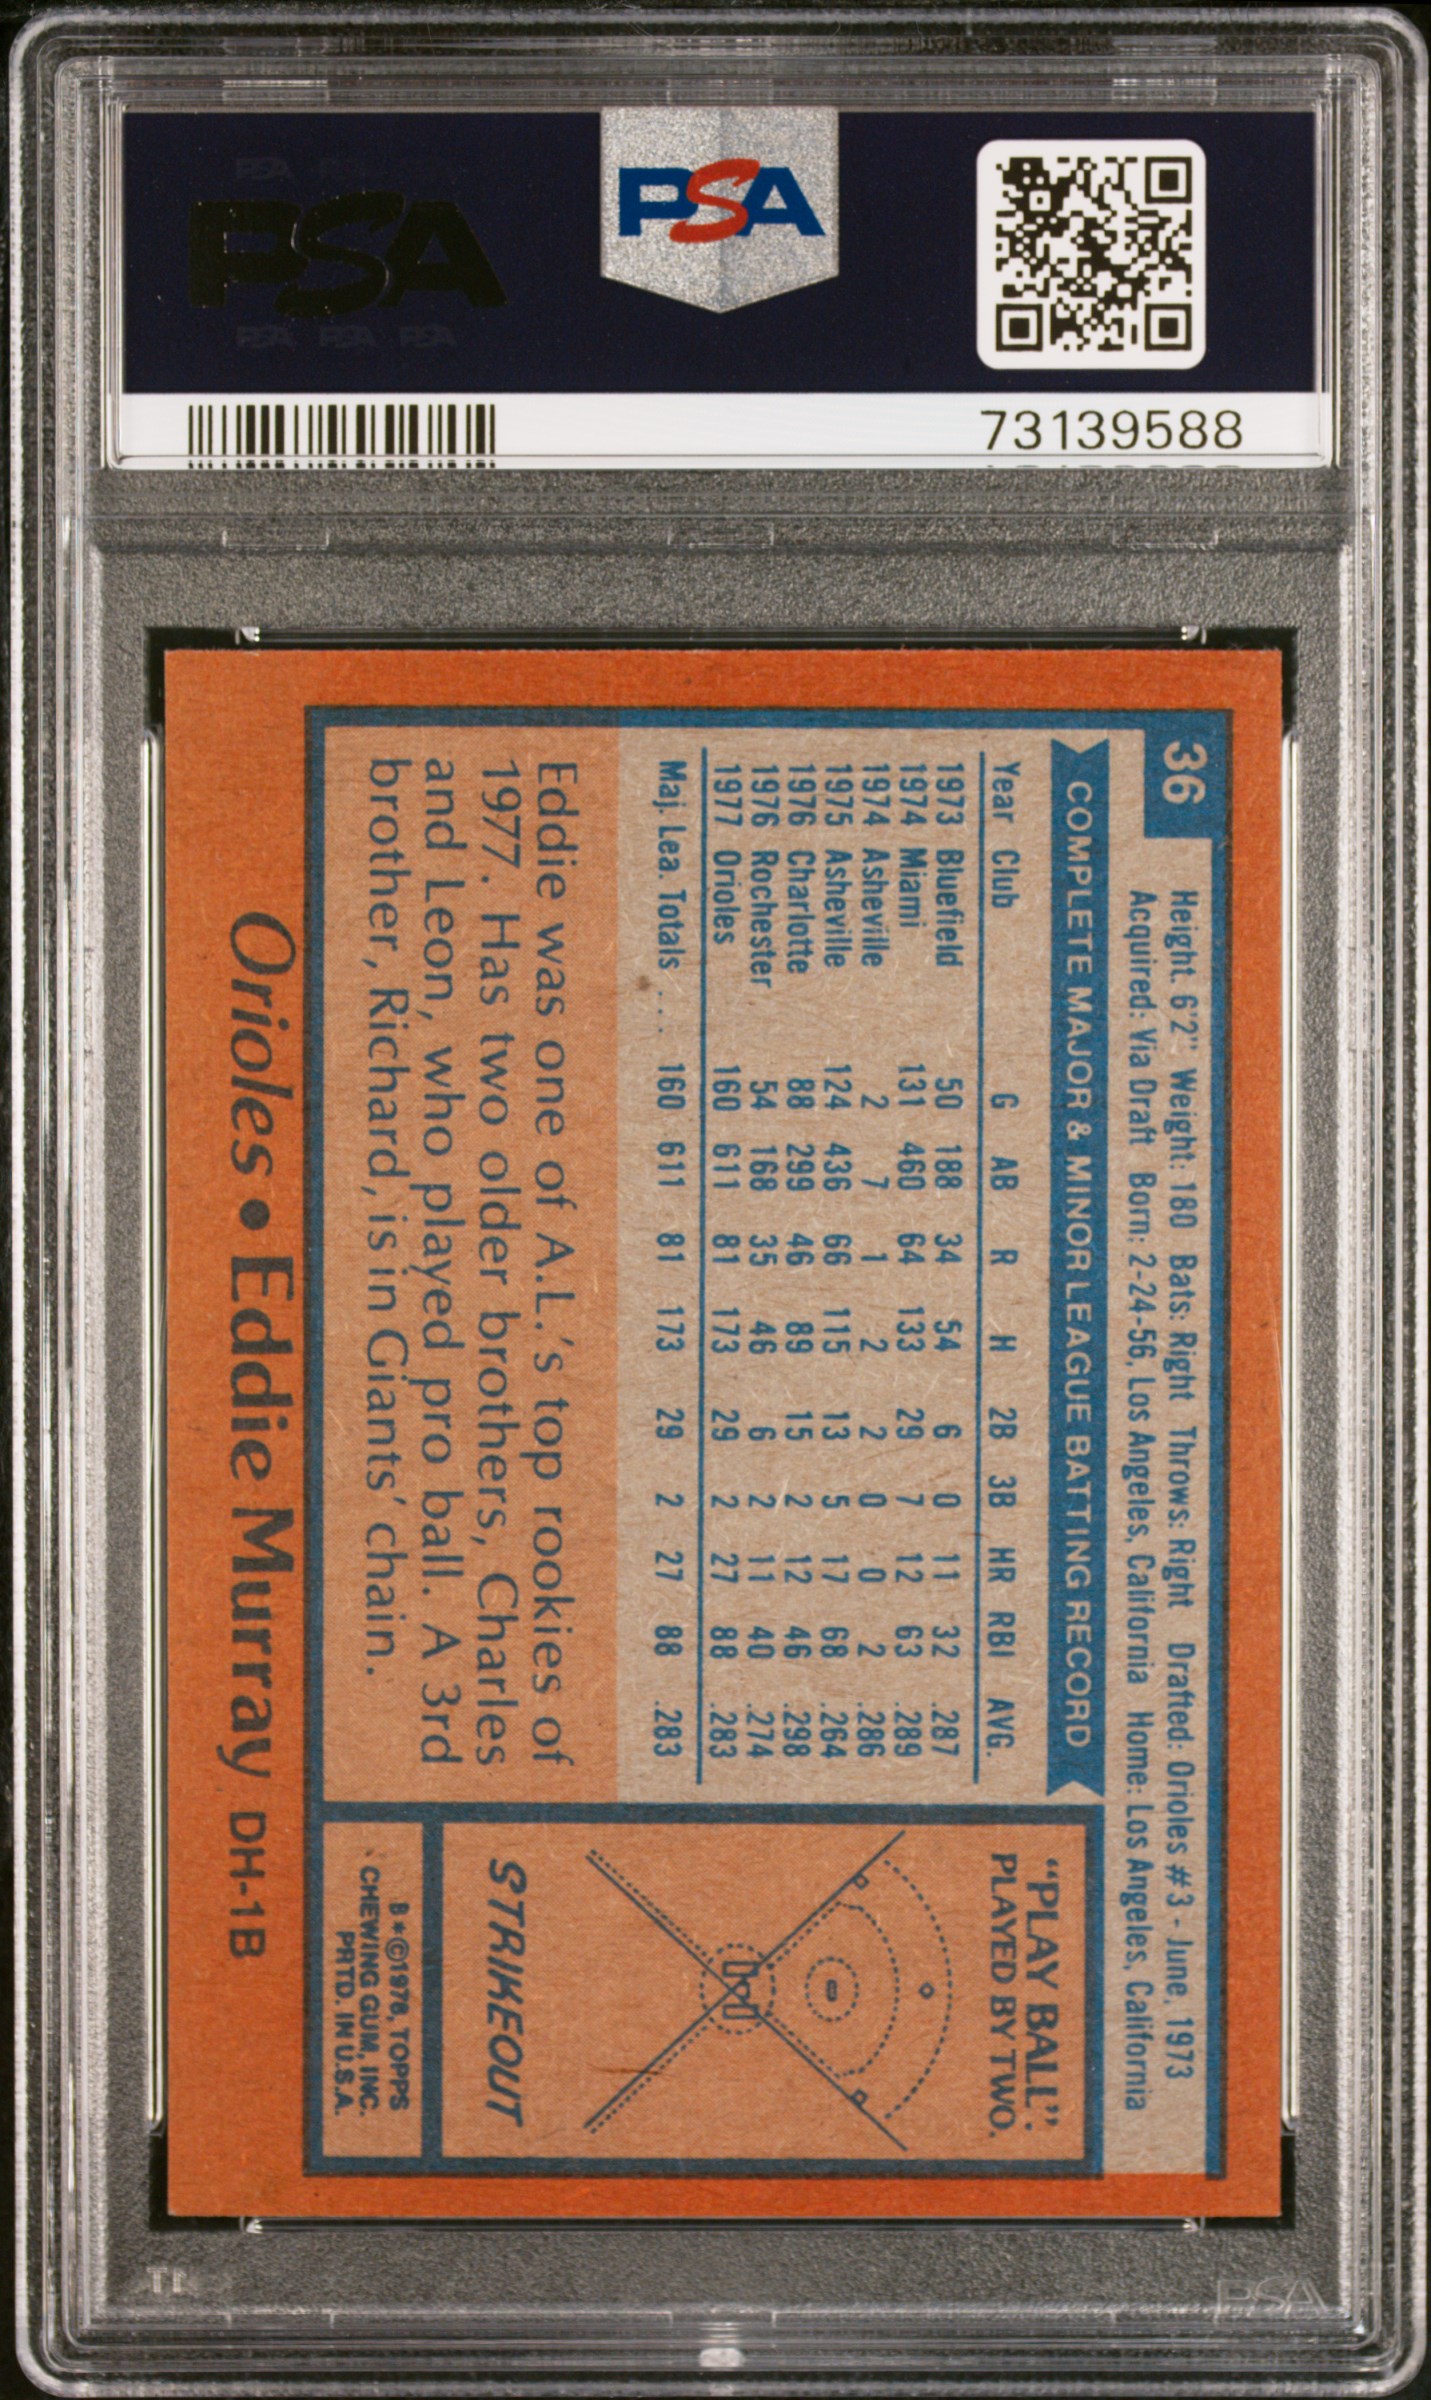 PSA
PSA
PSA PSA PSA
73139588
36
Height. 6'2" Weight: 180 Bats: Right Throws: Right Drafted: Orioles #3 - June, 1973
Acquired: Via Draft Born: 2-24-56, Los Angeles, California Home: Los Angeles, California
COMPLETE MAJOR & MINOR LEAGUE BATTING RECORD
Year Club G AB R H 2B 3B HR RBI AVG.
1973 Bluefield 50 188 34 54 6 0 11 32 .287
1974 Miami 131 460 64 133 29 7 12 63 .289
1974 Asheville 2 7 1 2 2 0 0 2 .286
1975 Asheville 124 436 66 115 13 5 17 68 .264
1976 Charlotte 88 299 46 89 15 2 12 46 .298
1976 Rochester 54 168 35 46 6 2 11 40 .274
1977 Orioles 160 611 81 173 29 2 27 88 .283
Maj. Lea. Totals .... 160 611 81 173 29 2 27 88 .283
Eddie was one of A.L.'s top rookies of
1977. Has two older brothers, Charles
and Leon, who played pro ball. A 3rd
brother, Richard, is in Giants' chain.
"PLAY BALL":
PLAYED BY TWO.
STRIKEOUT
B*©1978, TOPPS
CHEWING GUM, INC.
PRTD. IN U.S.A.
Orioles • Eddie Murray DH-1B
PSA